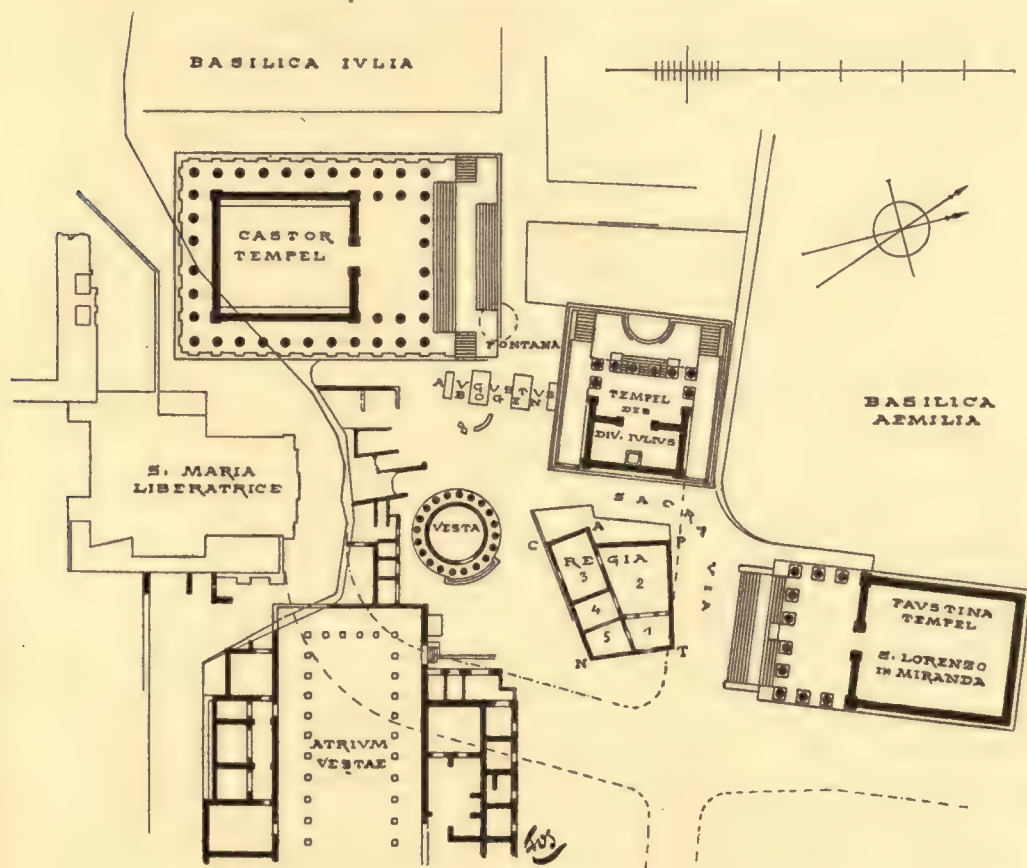 BASILICA IVLIA
CASTOR
TEMPEL
FONTANA
AVGVSTVS
BOGEN
TEMPEL
DES
DIV. IVLIUS
BASILICA
AEMILIA
S. MARIA
LIBERATRICE
VESTA
SACRA VIA
C
A
P
REGIA
3
2
4
5
1
N
T
FAVSTINA
TEMPEL
S. LORENZO
IN MIRANDA
ATRIVM
VESTAE